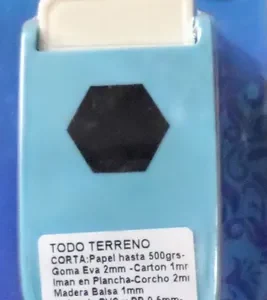 TODO TERRENO
CORTA:Papel hasta 500grs-
Goma Eva 2mm -Carton 1mr
Iman en Plancha-Corcho 2mi
Madera Balsa 1mm